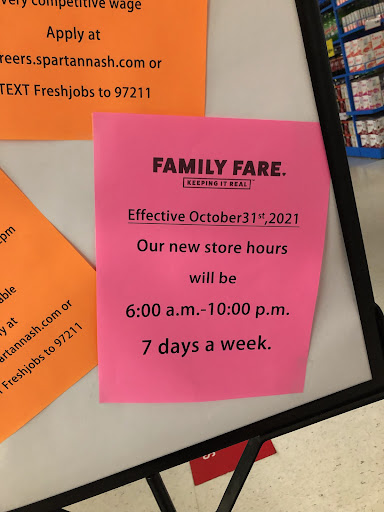 very competitive wage
Apply at
reers.spartannash.com or
TEXT Freshjobs to 97211
FAMILY FARE.
KEEPING IT REAL
Effective October31st,2021
Our new store hours
will be
6:00 a.m.-10:00 p.m.
7 days a week.
pm
able
y at
artannash.com or
Freshjobs to 97211